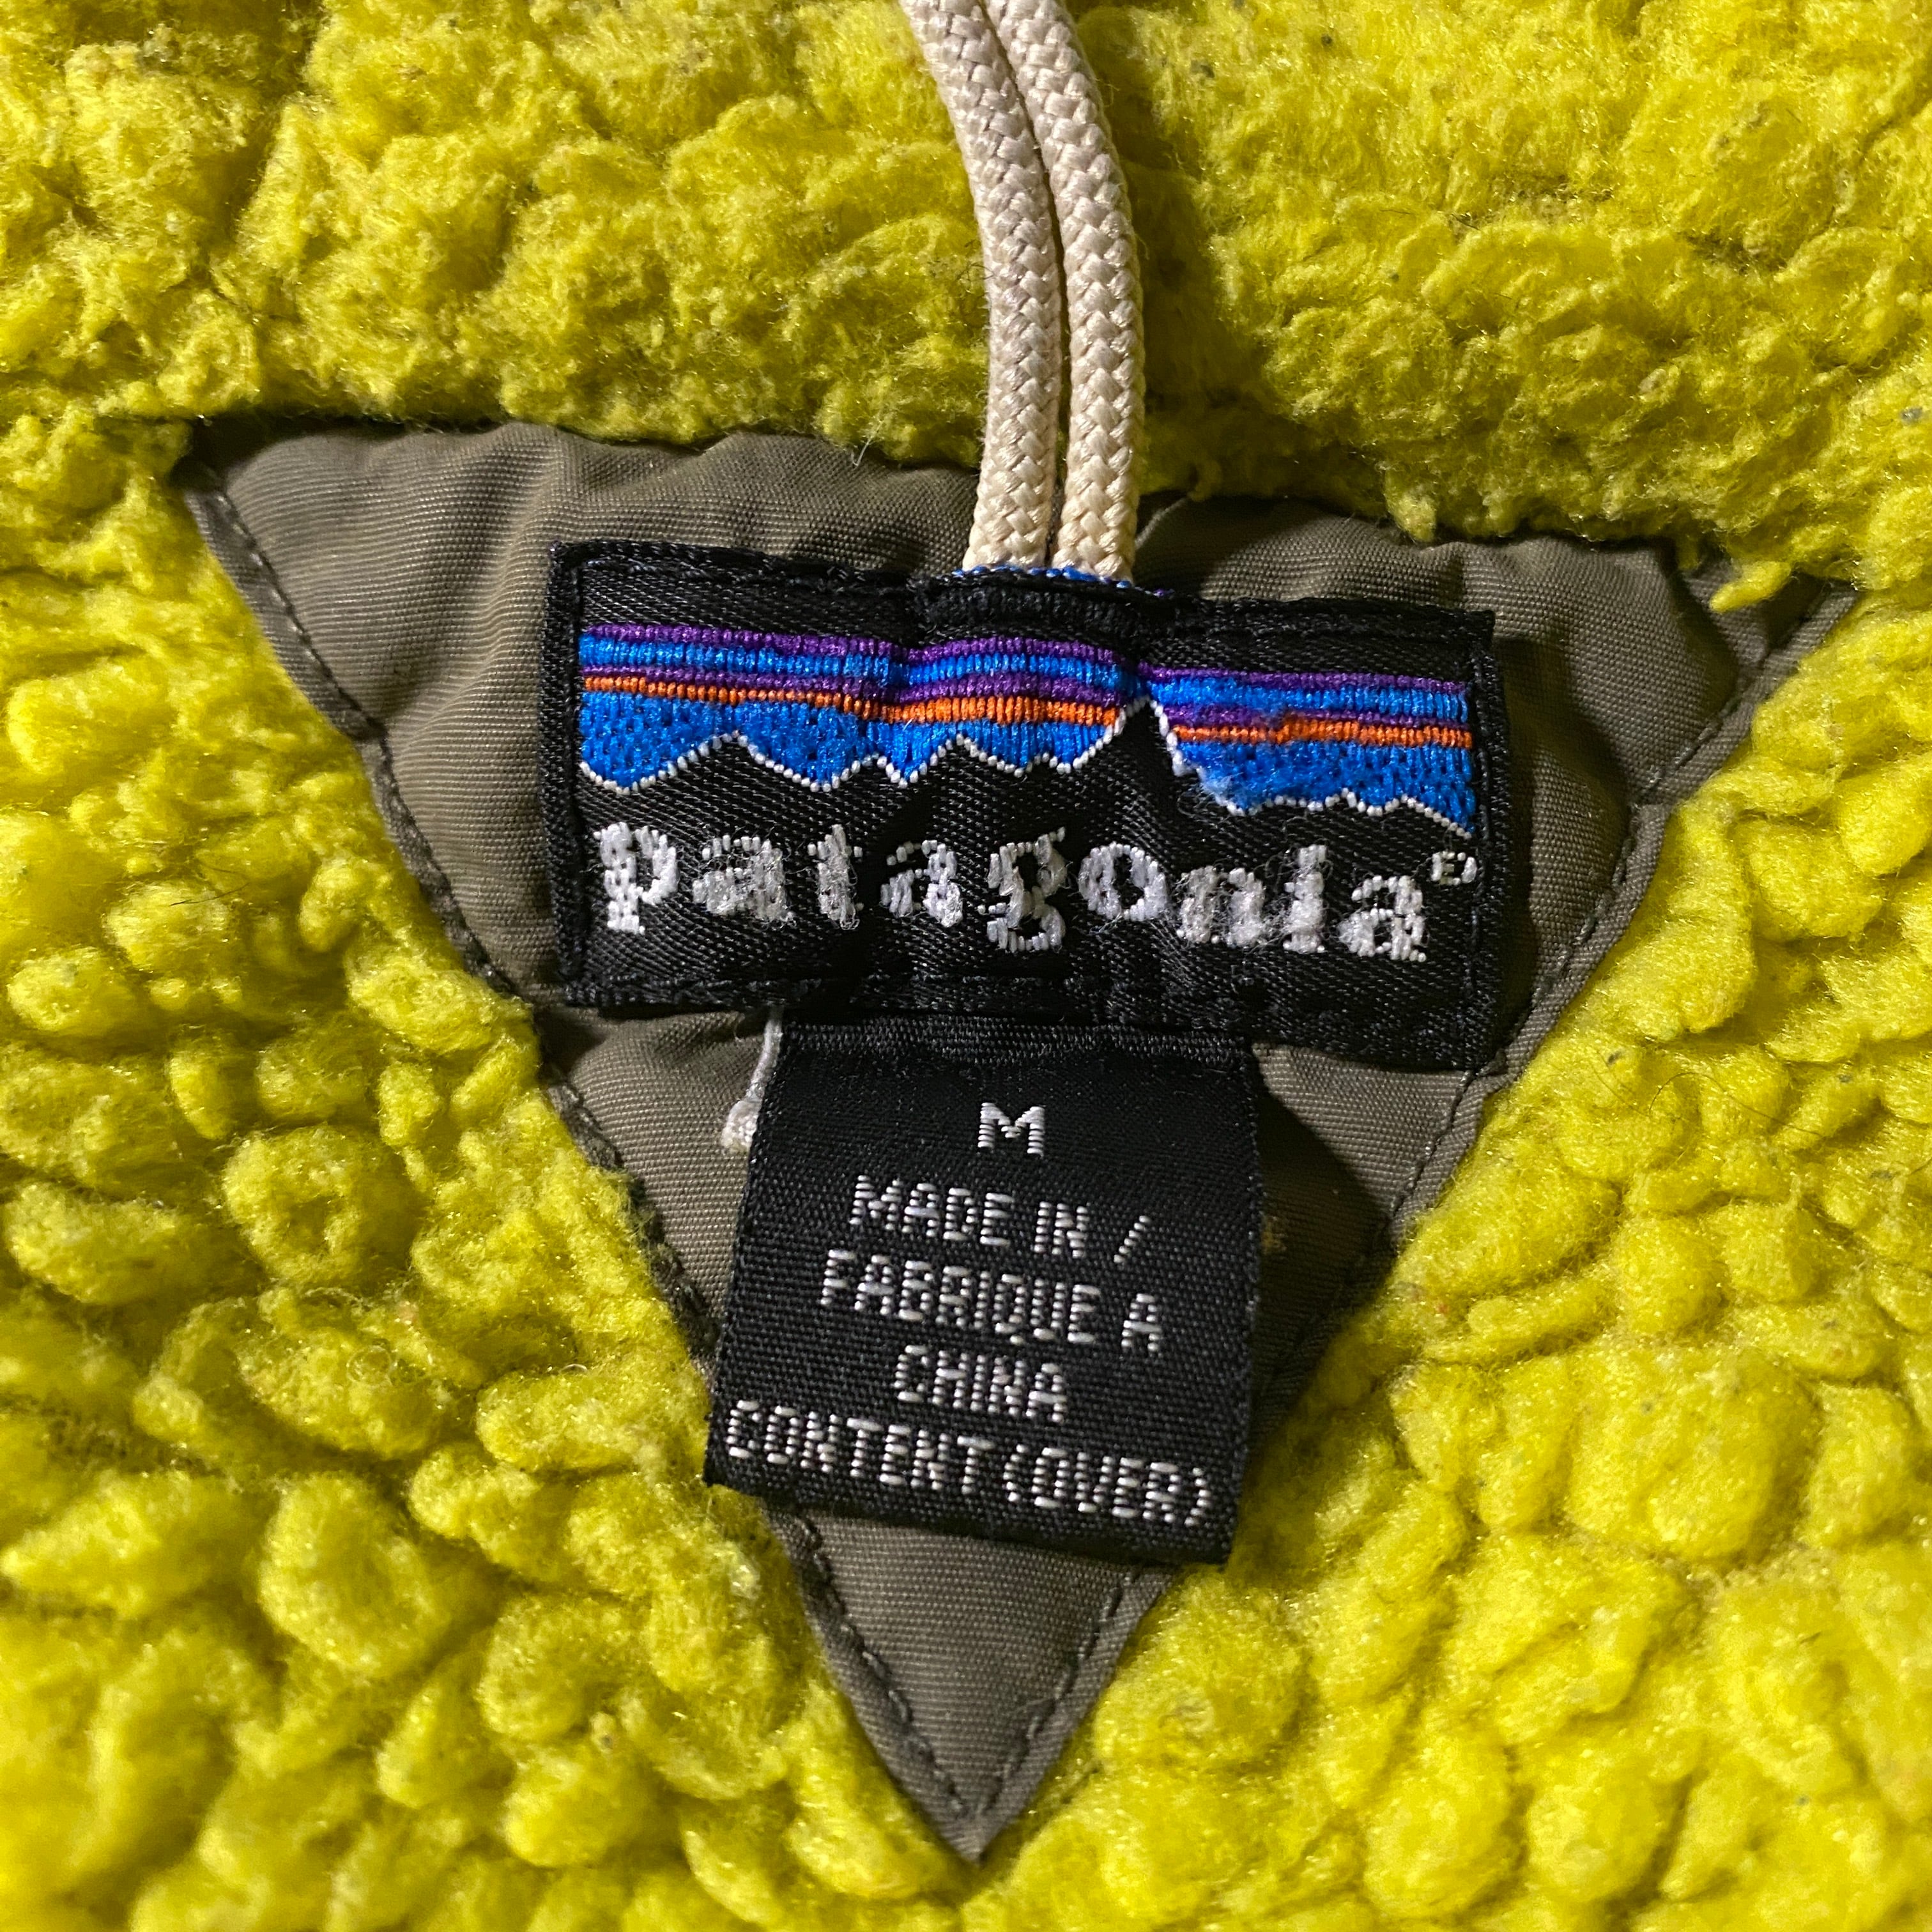 patagonia®
M
MADE IN /
FABRIQUE A
CHINA
CONTENT (OVER)